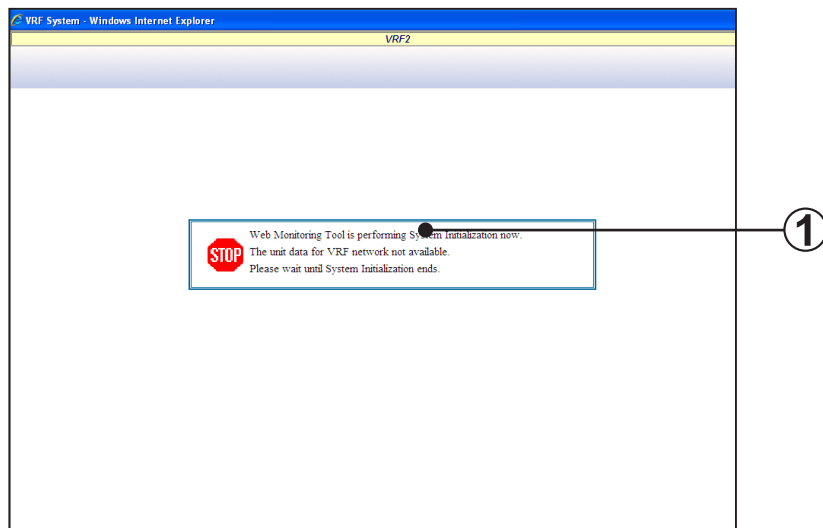 VRF System - Windows Internet Explorer
VRF2
Web Monitoring Tool is performing System Initialization now.
STOP
The unit data for VRF network not available.
Please wait until System Initialization ends.
1